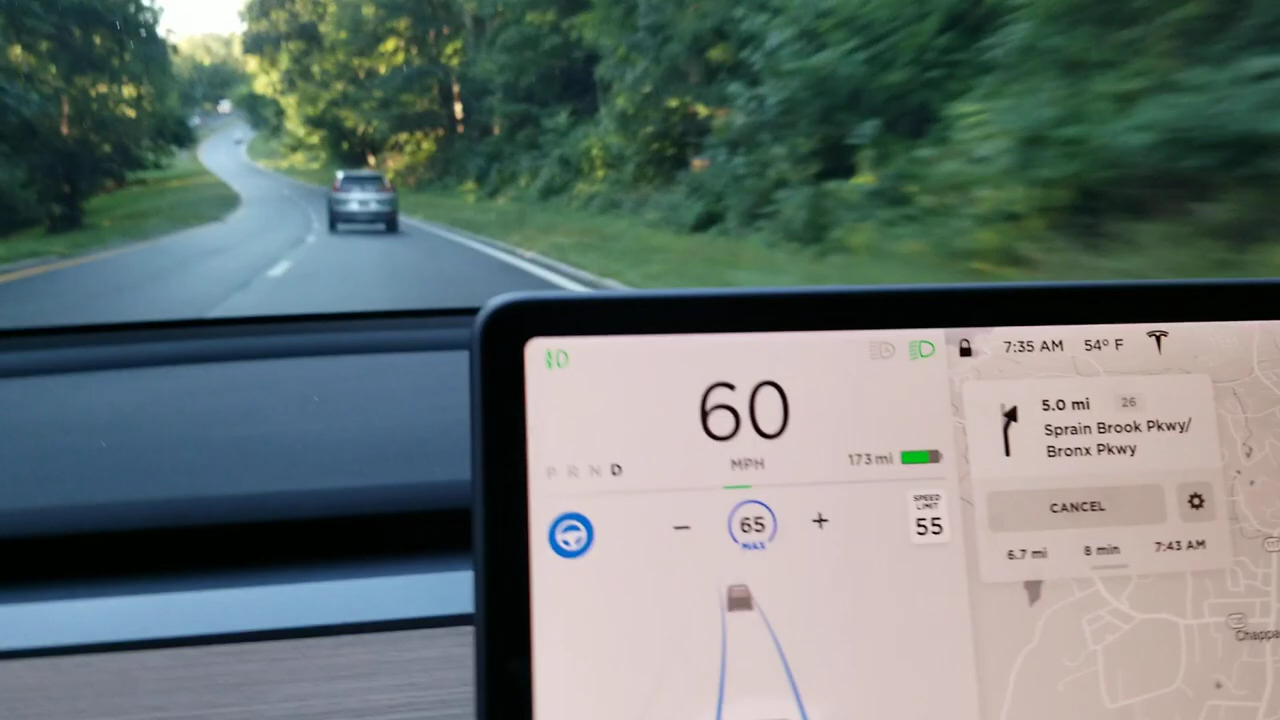 7:35 AM 54° F
60
MPH
P R N D
173 mi
65
MAX
SPEED
LIMIT
55
5.0 mi 26
Sprain Brook Pkwy/
Bronx Pkwy
CANCEL
6.7 mi 8 min 7:43 AM
Chappa